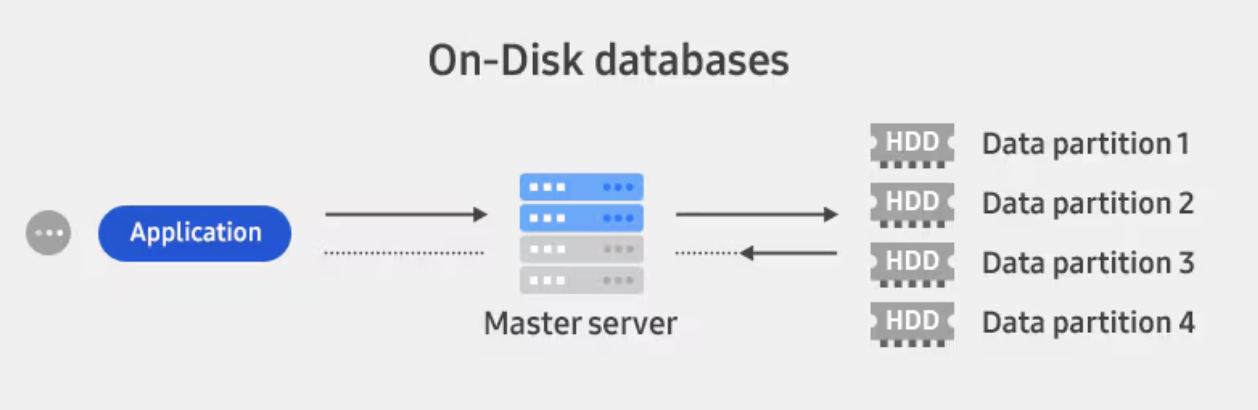 On-Disk databases
HDD Data partition 1
HDD Data partition 2
Application
HDD Data partition 3
Master server
HDD Data partition 4